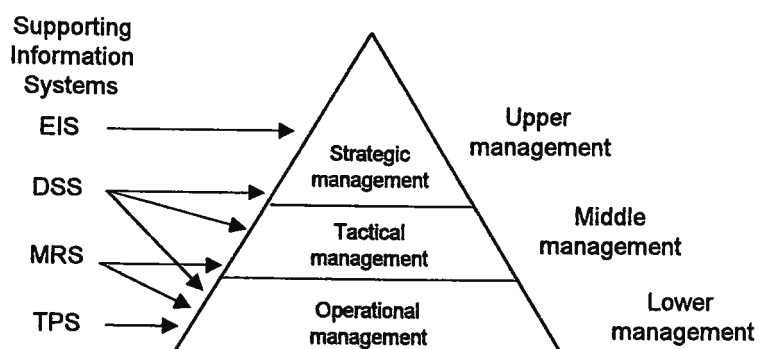 Supporting
Information
Systems
EIS
DSS
MRS
TPS
Strategic
management
Tactical
management
Operational
management
Upper
management
Middle
management
Lower
management